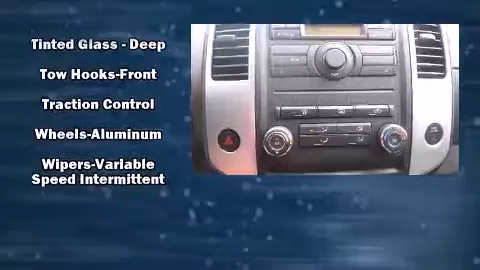 Tinted Glass - Deep
Tow Hooks-Front
Traction Control
Wheels-Aluminum
Wipers-Variable
Speed Intermittent